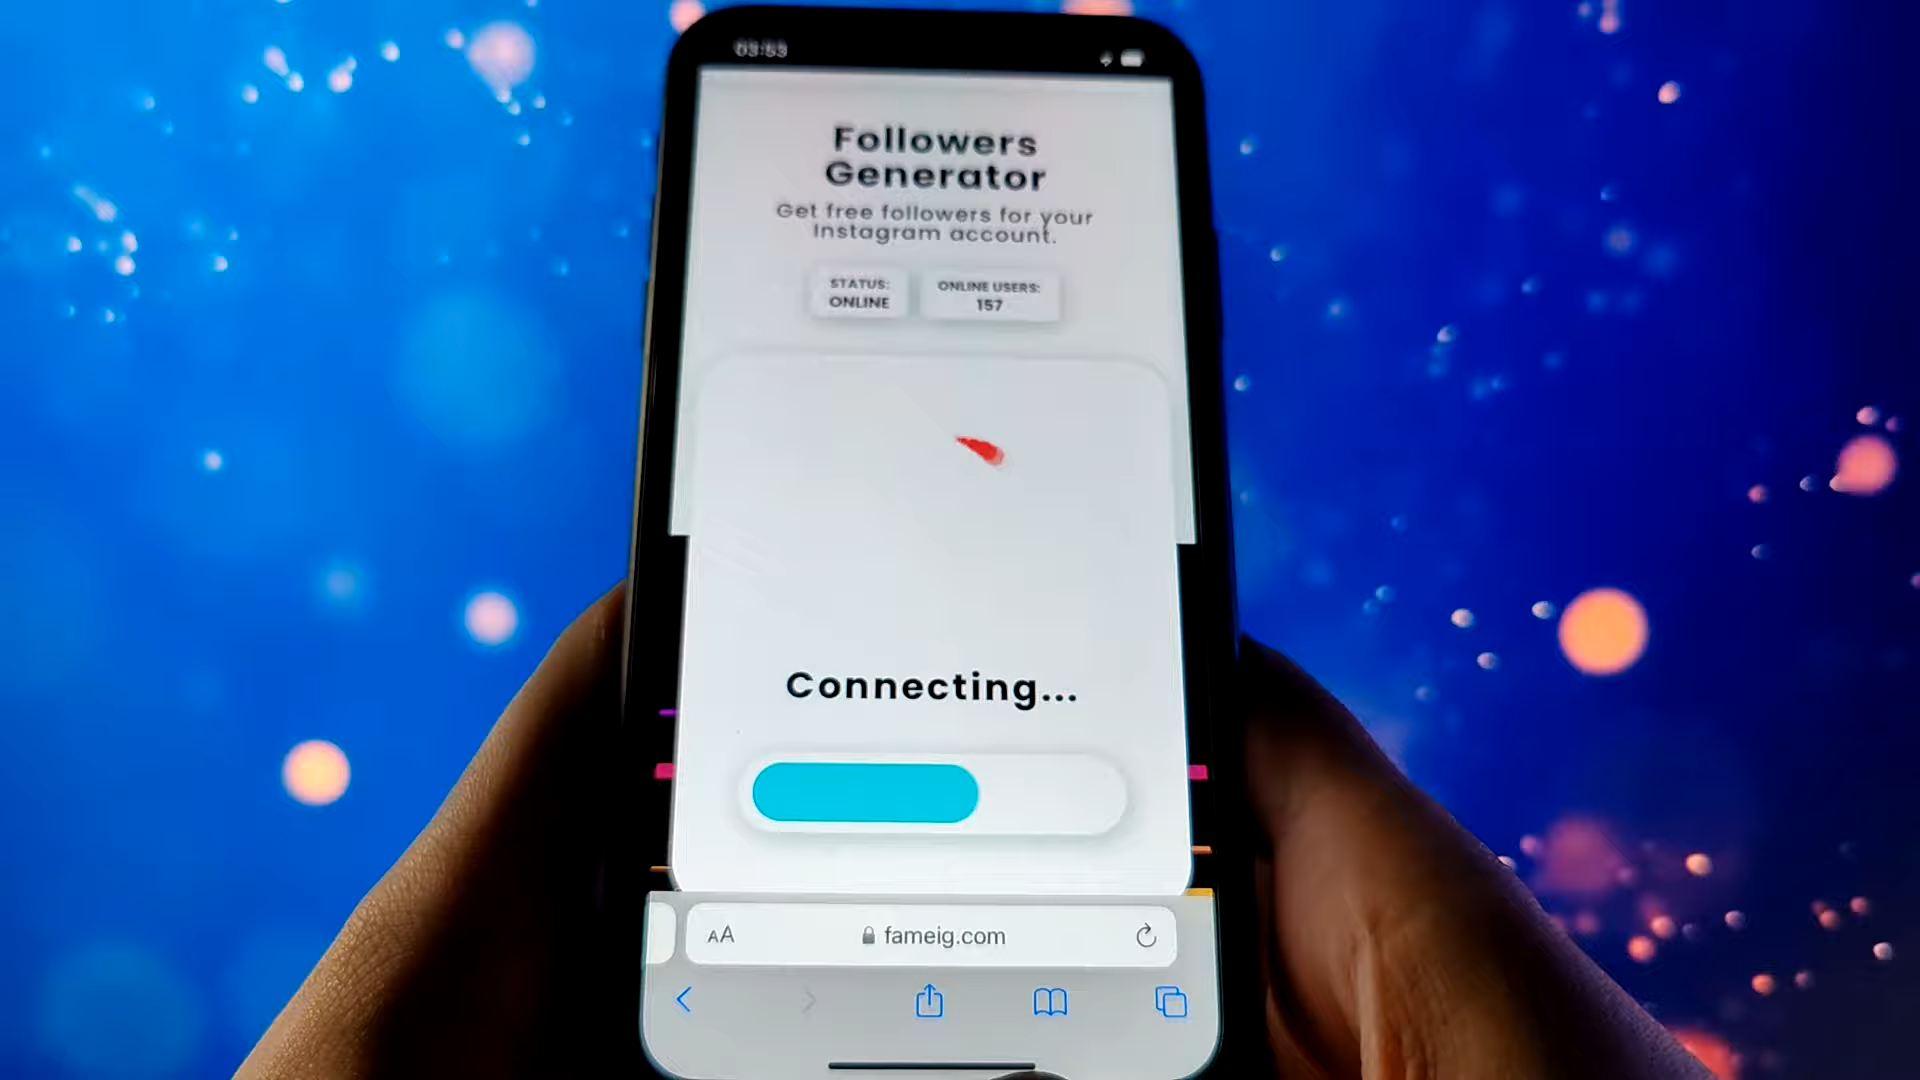 03:53
Followers
Generator
Get free followers for your
Instagram account.
STATUS:
ONLINE
ONLINE USERS:
157
Connecting...
AA
fameig.com